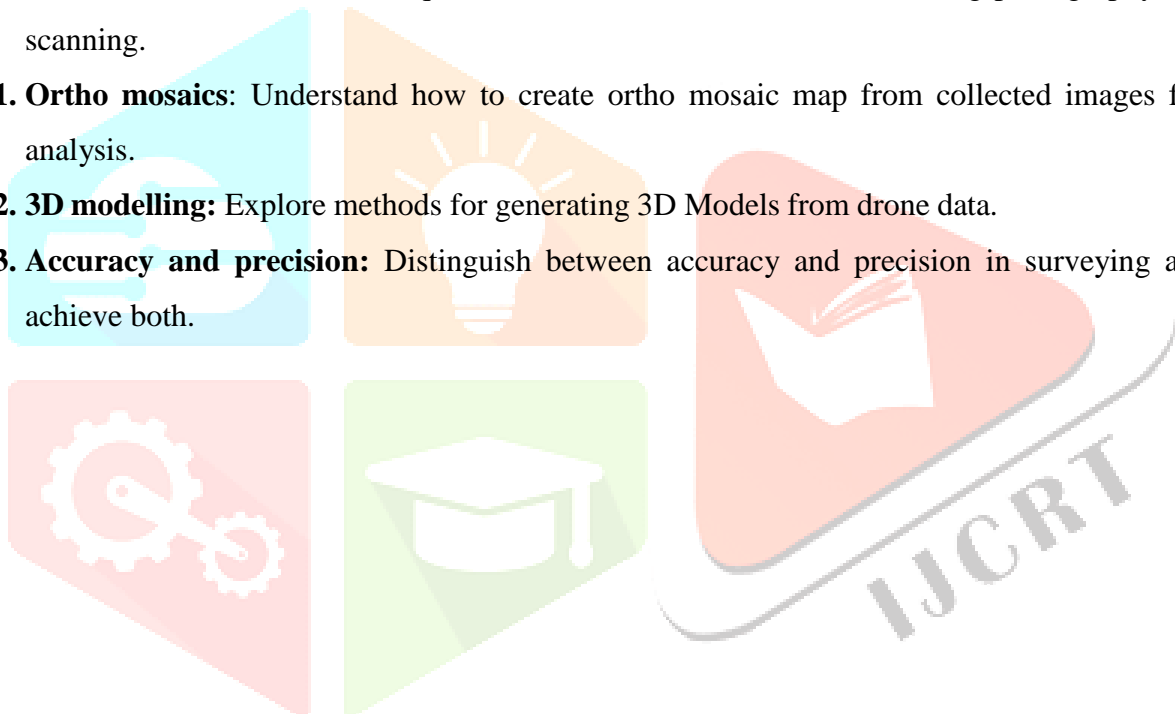 scanning.
1. Ortho mosaics: Understand how to create ortho mosaic map from collected images
analysis.
2. 3D modelling: Explore methods for generating 3D Models from drone data.
3. Accuracy and precision: Distinguish between accuracy and precision in surveying
achieve both.
IJCRT